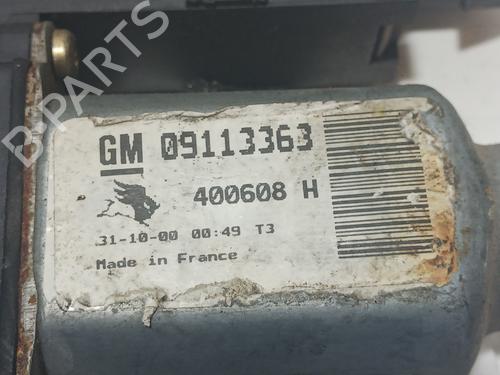 B-PARTS
GM 09113363
400608 H
31-10-00 00:49 T3
Made in France